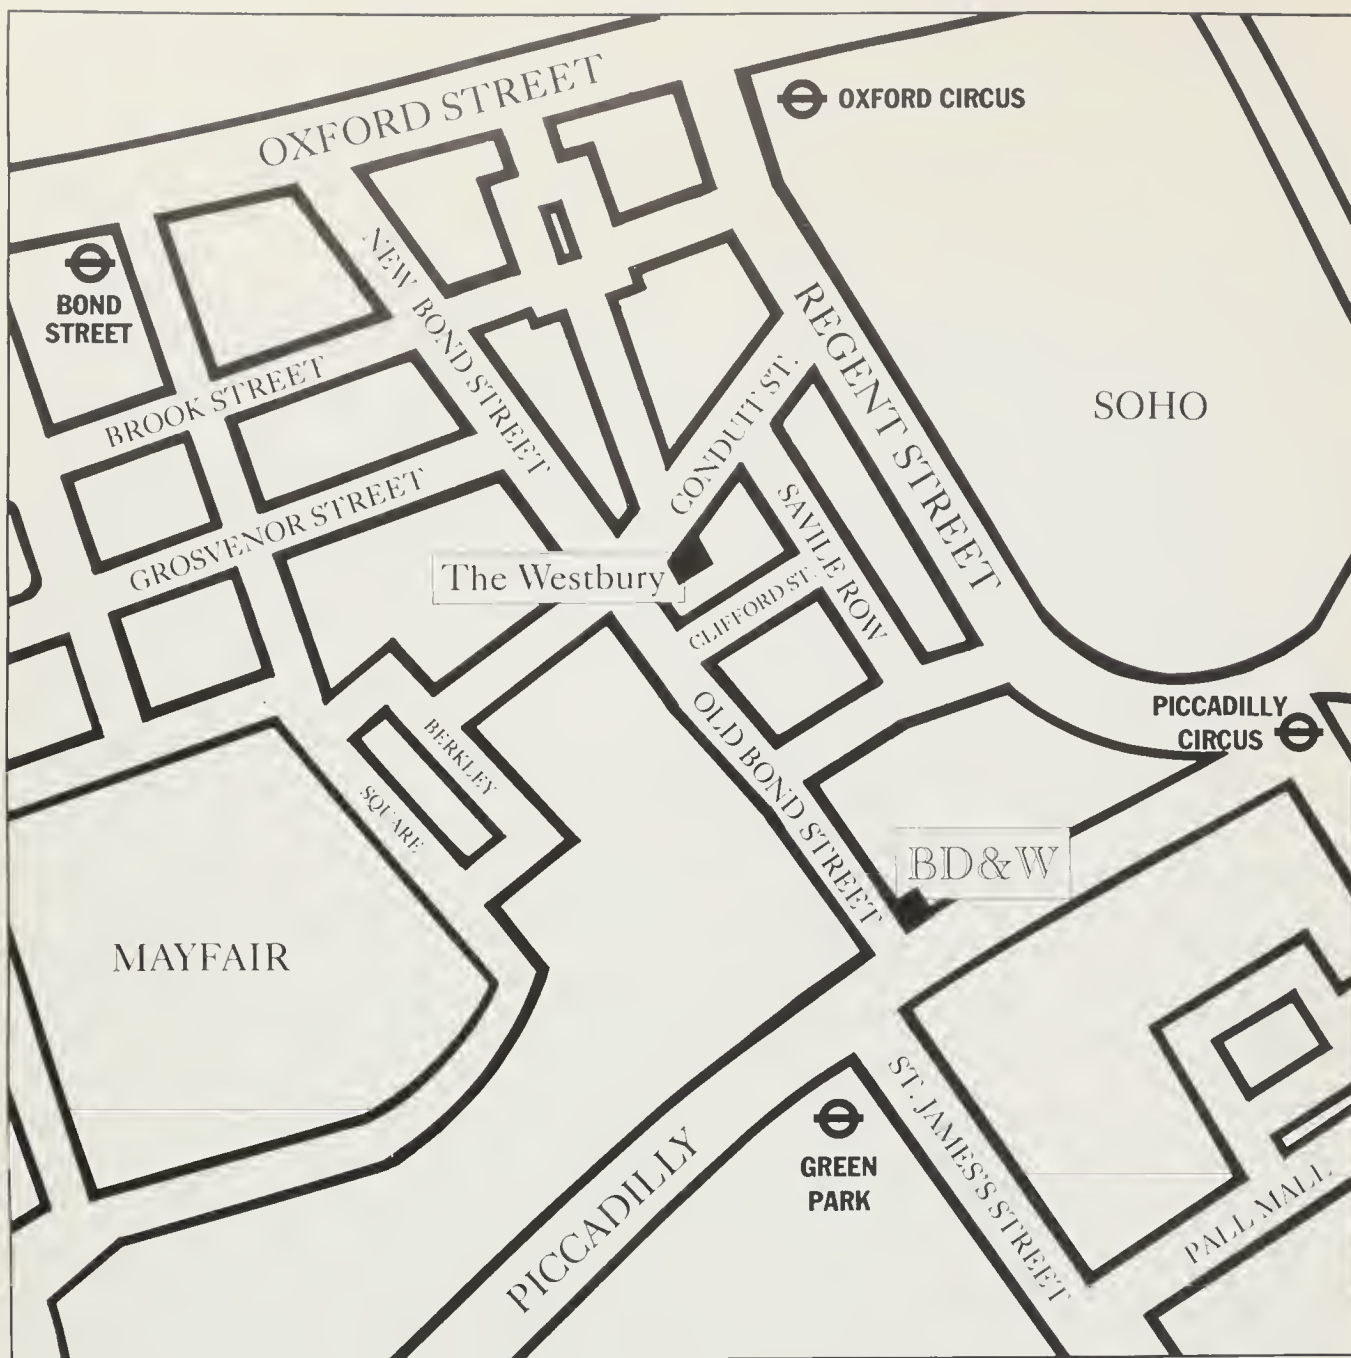 OXFORD STREET
OXFORD CIRCUS
BOND
STREET
NEW BOND STREET
REGENT STREET
BROOK STREET
CONDUIT ST.
SOHO
GROSVENOR STREET
SAVILE ROW
The Westbury
CLIFFORD ST.
PICCADILLY
CIRCUS
OLD BOND STREET
BERKLEY
SQUARE
BD&W
MAYFAIR
ST. JAMES'S STREET
GREEN
PARK
PICCADILLY
PALL MALL